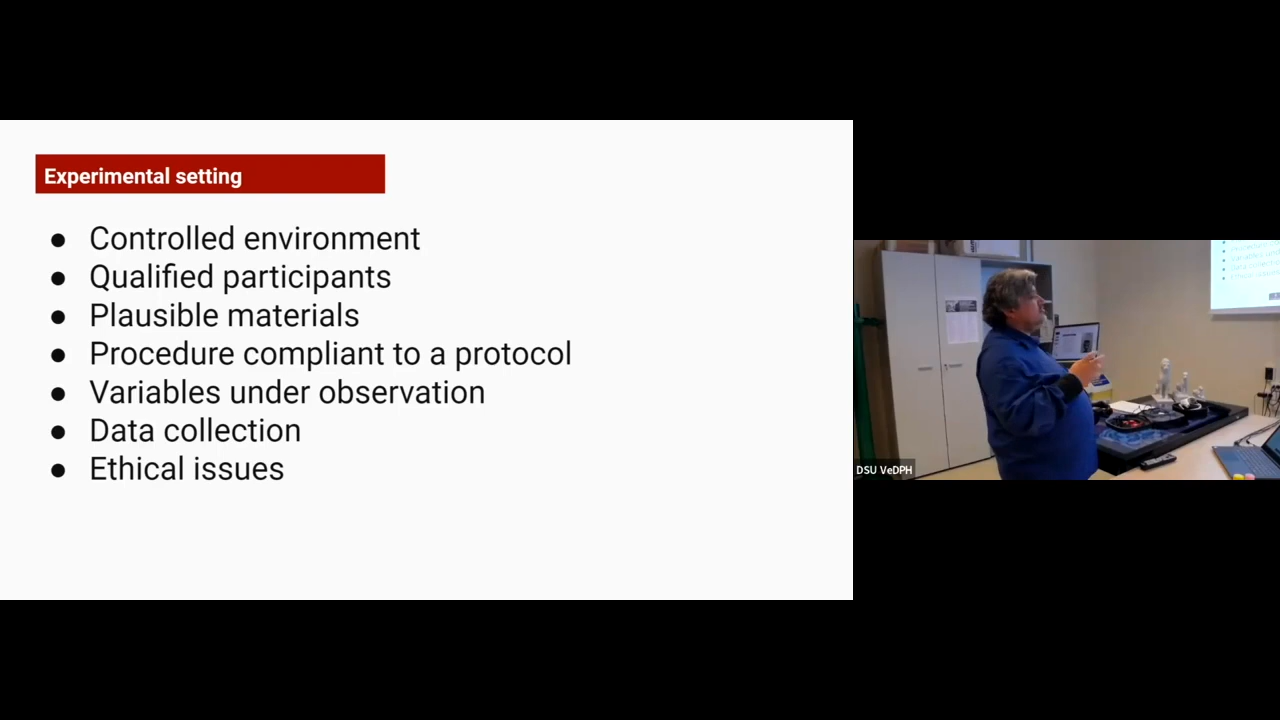 Experimental setting
● Controlled environment
● Qualified participants
● Plausible materials
● Procedure compliant to a protocol
● Variables under observation
● Data collection
● Ethical issues
DSU VeDPH